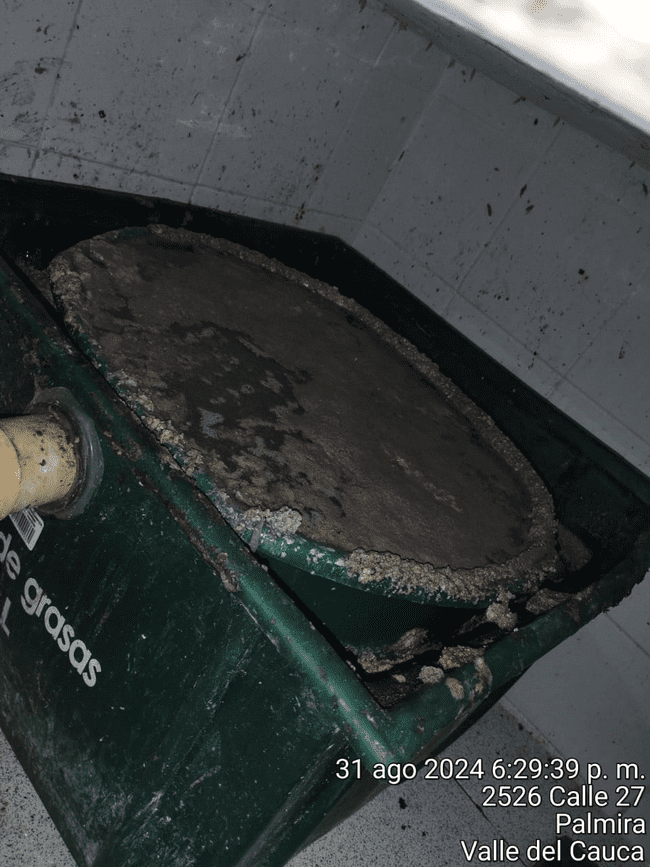 de grasas
L
31 ago 2024 6:29:39 p. m.
2526 Calle 27
Palmira
Valle del Cauca